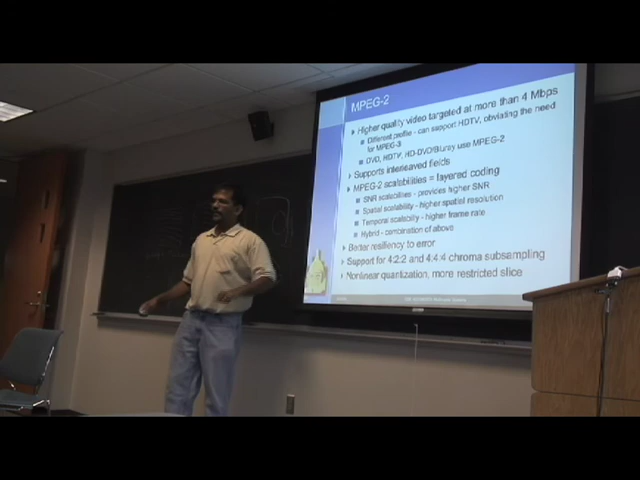 MPEG-2
Higher quality video targeted at more than 4 Mbps
Different profile - can support HDTV, obviating the need
for MPEG-3
DVD, HDTV, HD-DVD/Bluray use MPEG-2
Supports interleaved fields
MPEG-2 scalabilities = layered coding
SNR scalabilities - provides higher SNR
Spatial scalability - higher spatial resolution
Temporal scalability - higher frame rate
Hybrid - combination of above
Better resiliency to error
Support for 4:2:2 and 4:4:4 chroma subsampling
Nonlinear quantization, more restricted slice